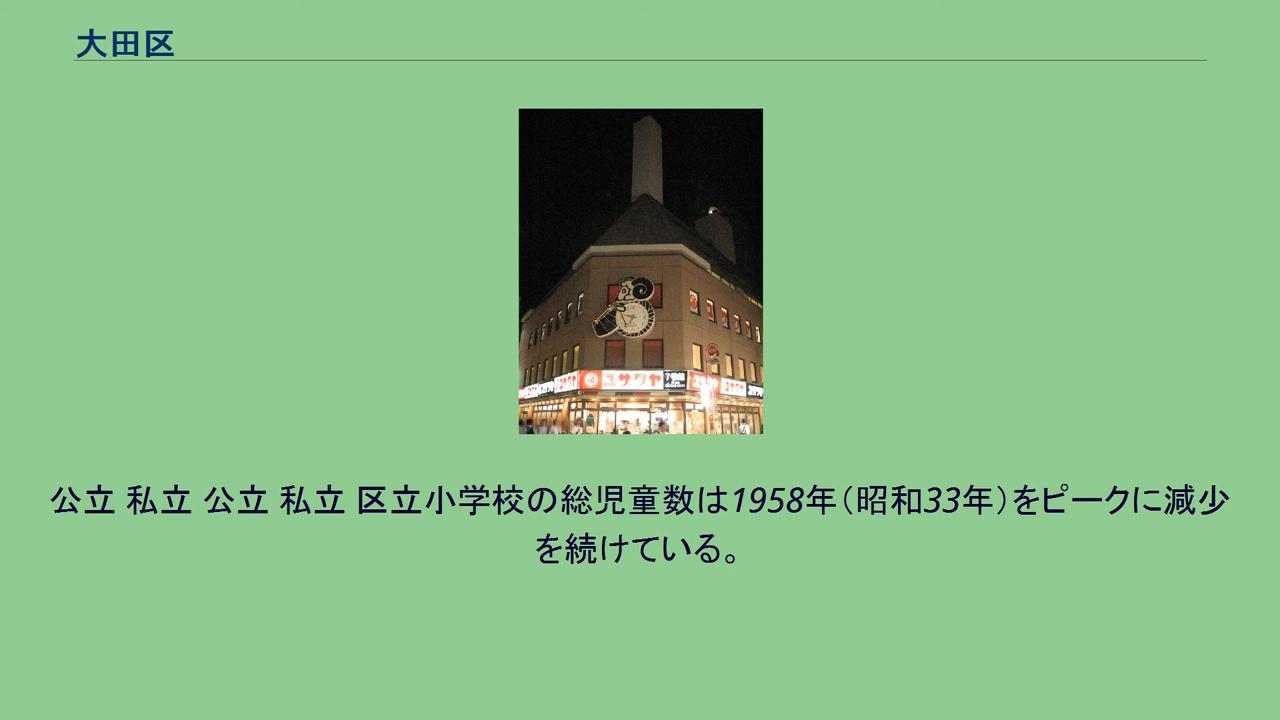 大田区
ユザワヤ
公立 私立 公立 私立 区立小学校の総児童数は1958年（昭和33年）をピークに減少
を続けている。